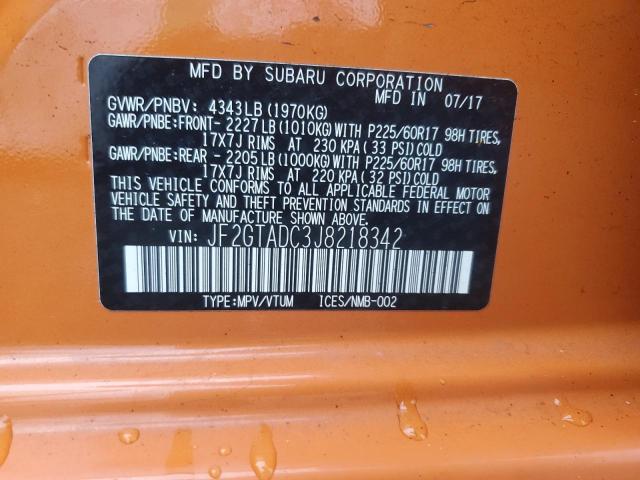 MFD BY SUBARU CORPORATION
MFD IN 07/17
GVWR/PNBV: 4343LB(1970KG)
GAWR/PNBE:FRONT- 2227LB(1010KG)WITH P225/60R17 98H TIRES,
17X7J RIMS AT 230 KPA(33 PSI)COLD
GAWR/PNBE:REAR - 2205LB(1000KG)WITH P225/60R17 98H TIRES,
17X7J RIMS AT 220 KPA(32 PSI)COLD
THIS VEHICLE CONFORMS TO ALL APPLICABLE FEDERAL MOTOR
VEHICLE SAFETY AND THEFT PREVENTION STANDARDS IN EFFECT ON
THE DATE OF MANUFACTURE SHOWN ABOVE.
VIN: JF2GTADC3J8218342
TYPE:MPV/VTUM ICES/NMB-002